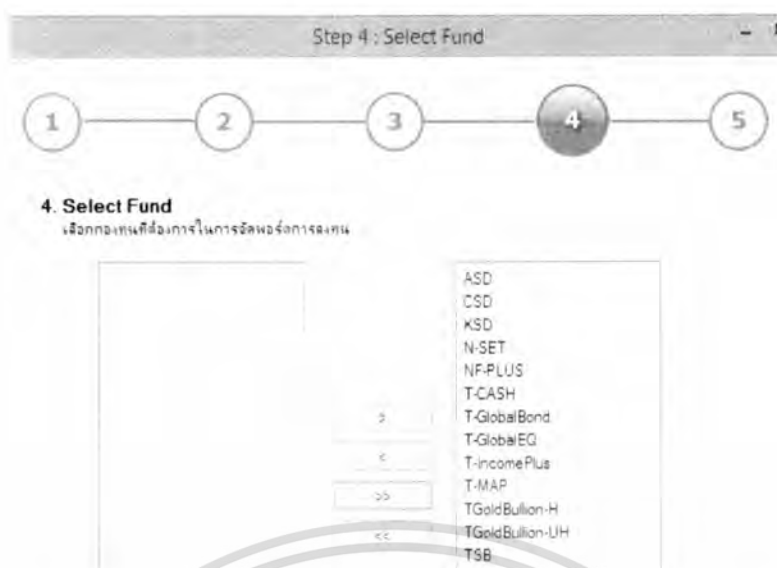 Step 4 : Select Fund
1 2 3 4 5
4. Select Fund
เลือกกองทุนที่ต้องการในการจัดพอร์ตการลงทุน
ASD
CSD
KSD
N-SET
NF-PLUS
T-CASH
>
T-GlobalBond
T-GlobalEQ
<
T-IncomePlus
T-MAP
>>
TGoldBullion-H
TGoldBullion-UH
<<
TSB